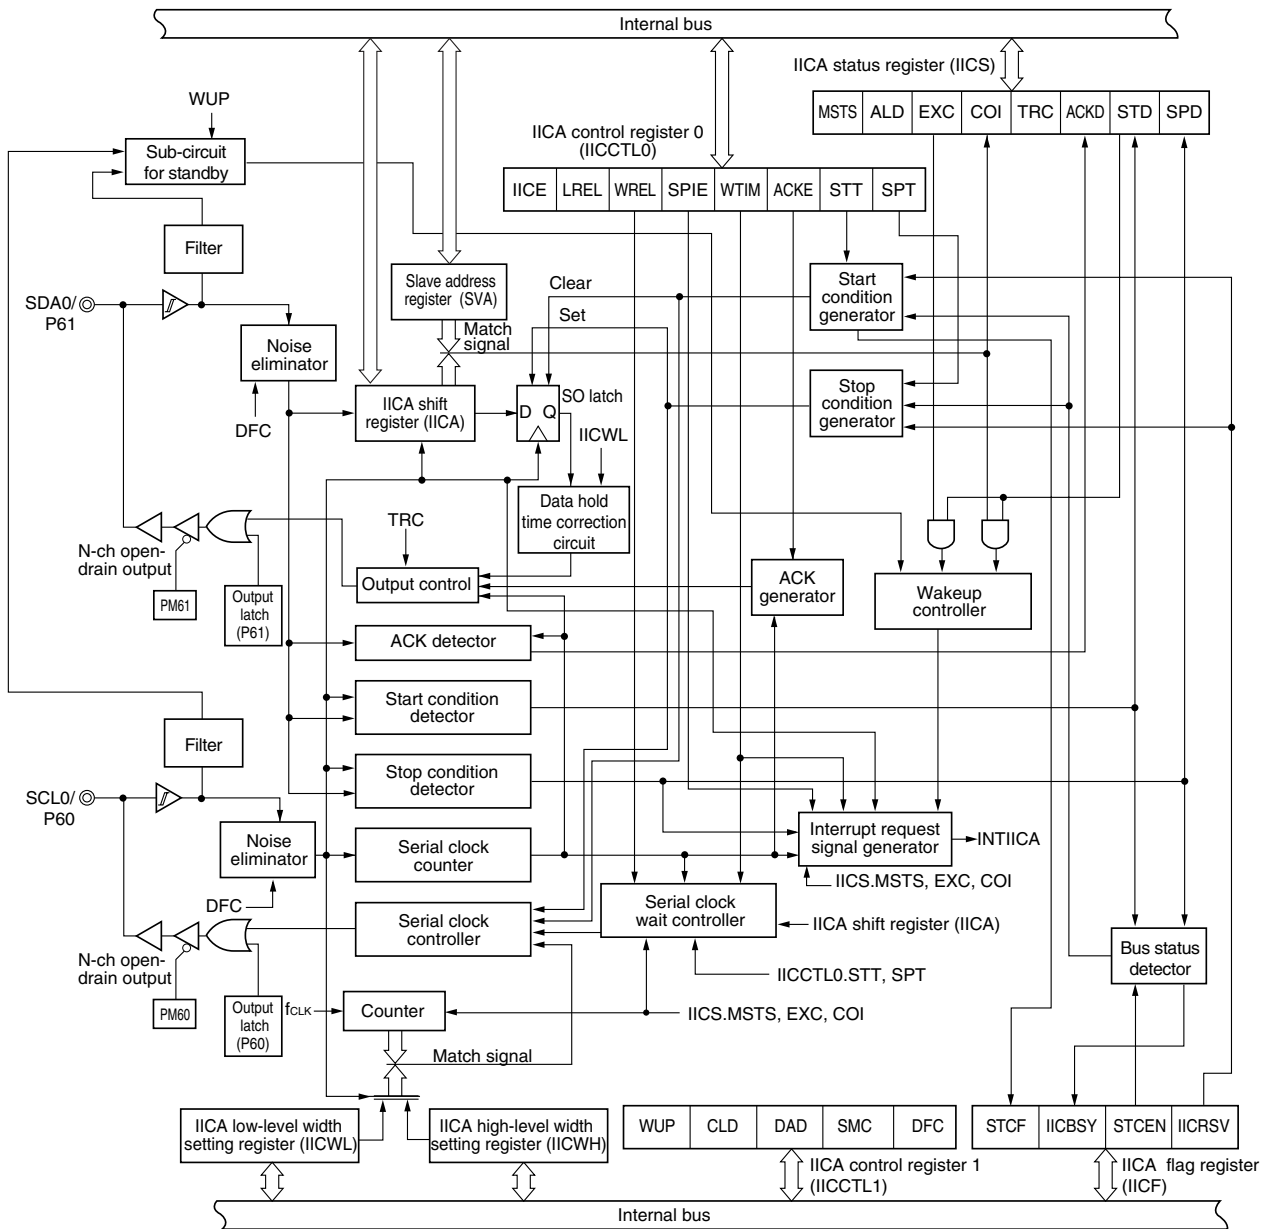 Internal bus
IICA status register (IICS)
MSTS ALD EXC COI TRC ACKD STD SPD
WUP
Sub-circuit
for standby
IICA control register 0
(IICCTL0)
IICE LREL WREL SPIE WTIM ACKE STT SPT
Filter
Slave address
register (SVA)
Clear
Set
Start
condition
generator
SDA0/
P61
Noise
eliminator
Match
signal
DFC
IICA shift
register (IICA)
D Q
SO latch
Stop
condition
generator
IICWL
Data hold
time correction
circuit
TRC
N-ch open-
drain output
PM61
Output
latch
(P61)
Output control
ACK
generator
Wakeup
controller
ACK detector
Start condition
detector
Filter
Stop condition
detector
SCL0/
P60
Noise
eliminator
DFC
Serial clock
counter
Interrupt request
signal generator
INTIICA
IICS.MSTS, EXC, COI
Serial clock
wait controller
IICA shift register (IICA)
Serial clock
controller
N-ch open-
drain output
PM60
Output
latch
(P60)
IICCTL0.STT, SPT
Bus status
detector
fCLK
Counter
IICS.MSTS, EXC, COI
Match signal
IICA low-level width
setting register (IICWL)
IICA high-level width
setting register (IICWH)
WUP CLD DAD SMC DFC
IICA control register 1
(IICCTL1)
STCF IICBSY STCEN IICRSV
IICA flag register
(IICF)
Internal bus